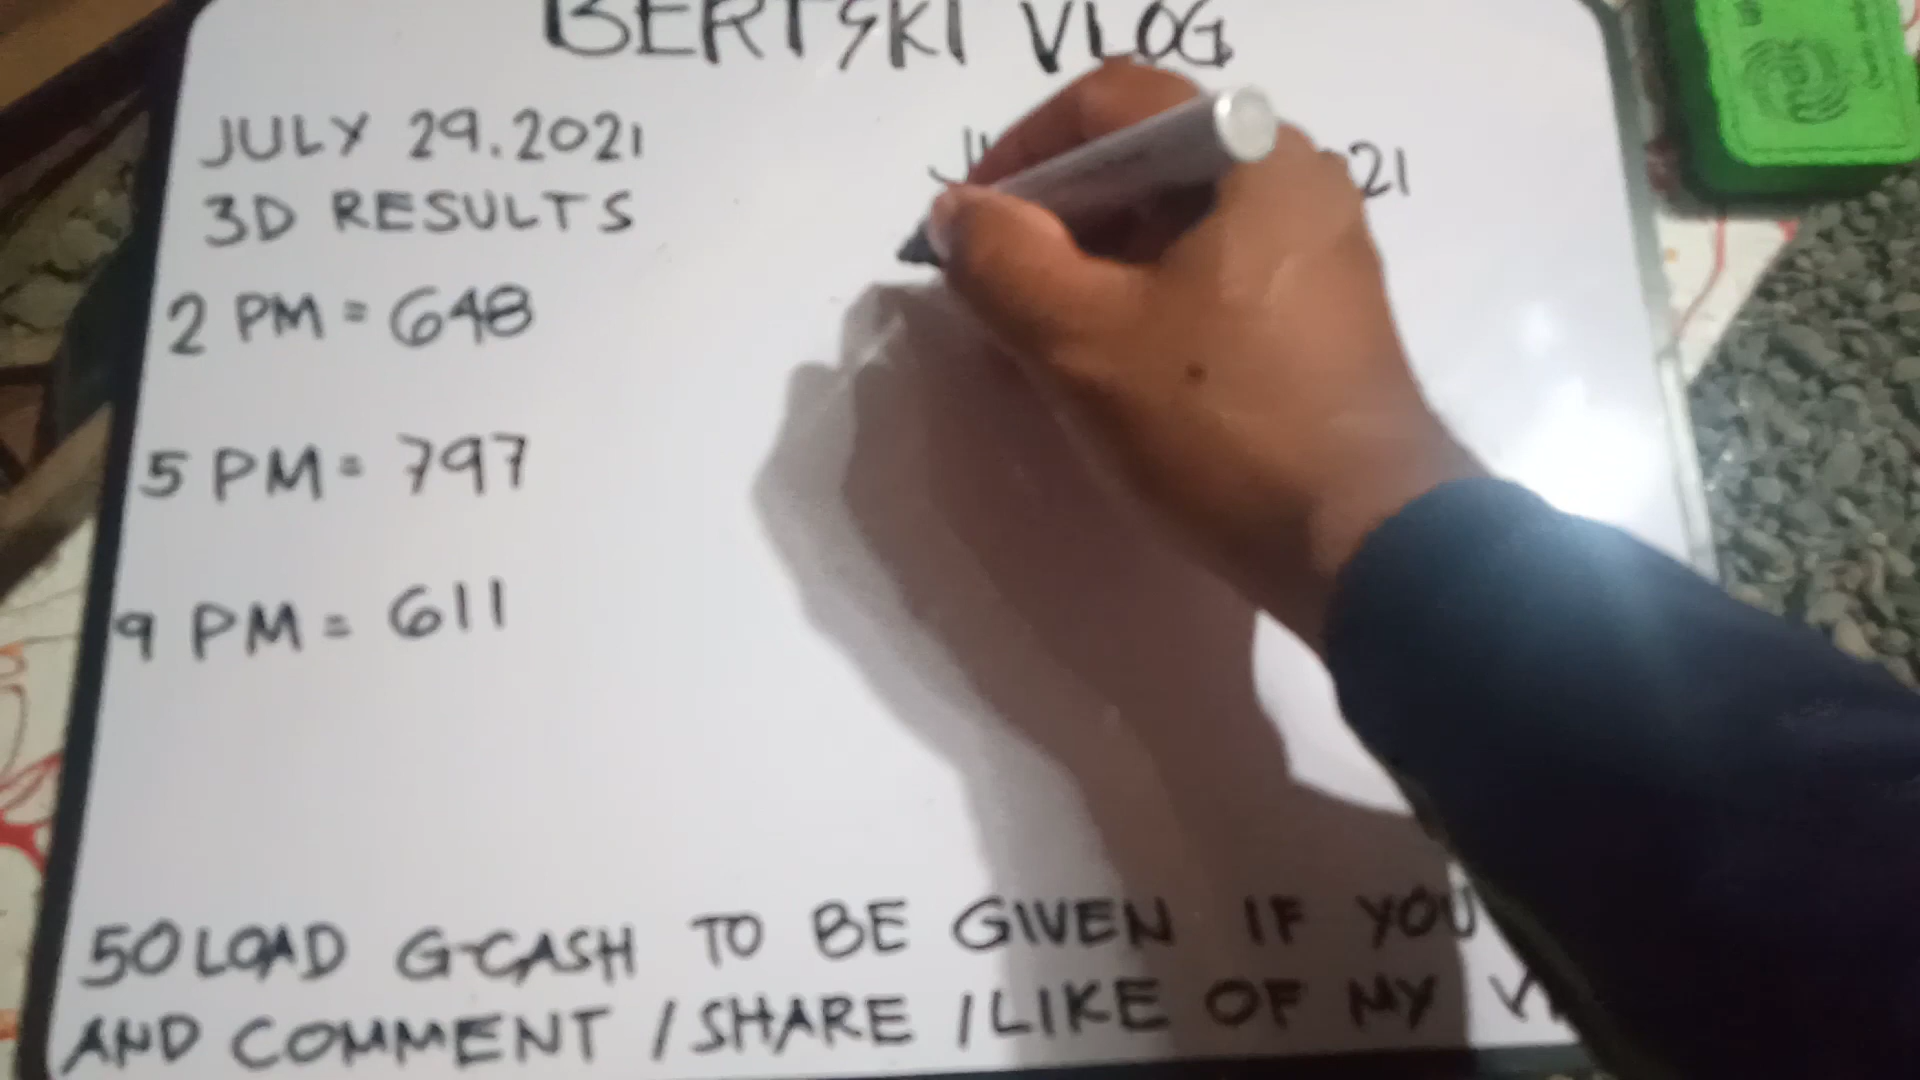 BERTSKI VLOG
JULY 29.2021
3D RESULTS
2 PM = 648
5 PM = 797
9 PM = 611
21
50 LOAD G-CASH TO BE GIVEN IF YOU
AND COMMENT / SHARE / LIKE OF MY